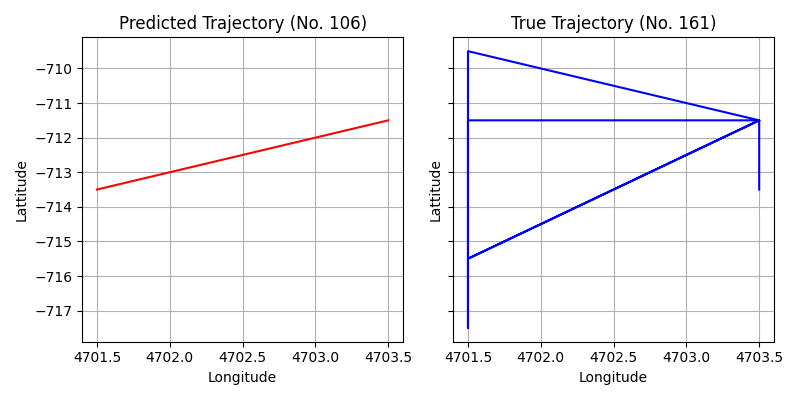 Predicted Trajectory (No. 106)
True Trajectory (No. 161)
−710
−711
−712
−713
−714
−715
−716
−717
Lattitude
Lattitude
4701.5 4702.0 4702.5 4703.0 4703.5
4701.5 4702.0 4702.5 4703.0 4703.5
Longitude
Longitude